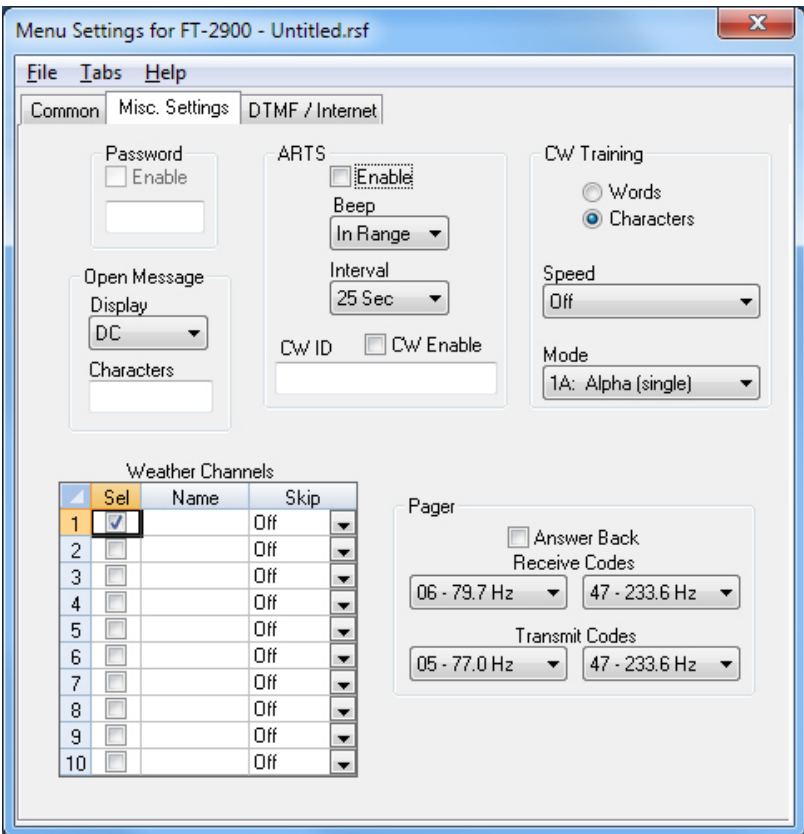 Menu Settings for FT-2900 - Untitled.rsf
File Tabs Help
Common Misc. Settings DTMF / Internet
Password
Enable
Open Message
Display
DC
Characters
ARTS
Enable
Beep
In Range
Interval
25 Sec
CW ID CW Enable
CW Training
Words
Characters
Speed
Off
Mode
1A: Alpha (single)
Weather Channels
Sel Name Skip
1 Off
2 Off
3 Off
4 Off
5 Off
6 Off
7 Off
8 Off
9 Off
10 Off
Pager
Answer Back
Receive Codes
06 - 79.7 Hz 47 - 233.6 Hz
Transmit Codes
05 - 77.0 Hz 47 - 233.6 Hz